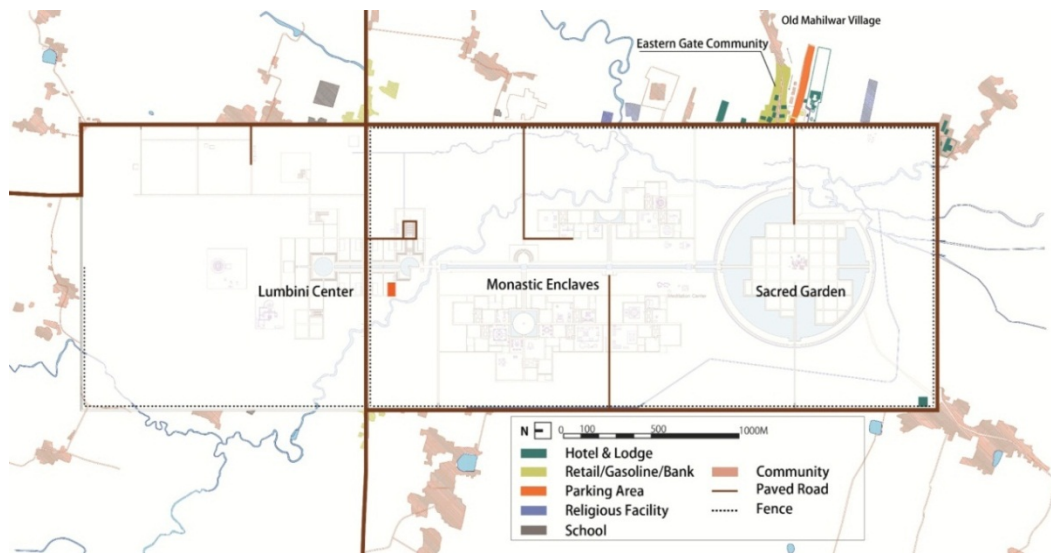 Old Mahilwar Village
Eastern Gate Community
Lumbini Center
Monastic Enclaves
Sacred Garden
N 0 100 500 1000M
Hotel & Lodge
Retail/Gasoline/Bank
Parking Area
Religious Facility
School
Community
Paved Road
Fence